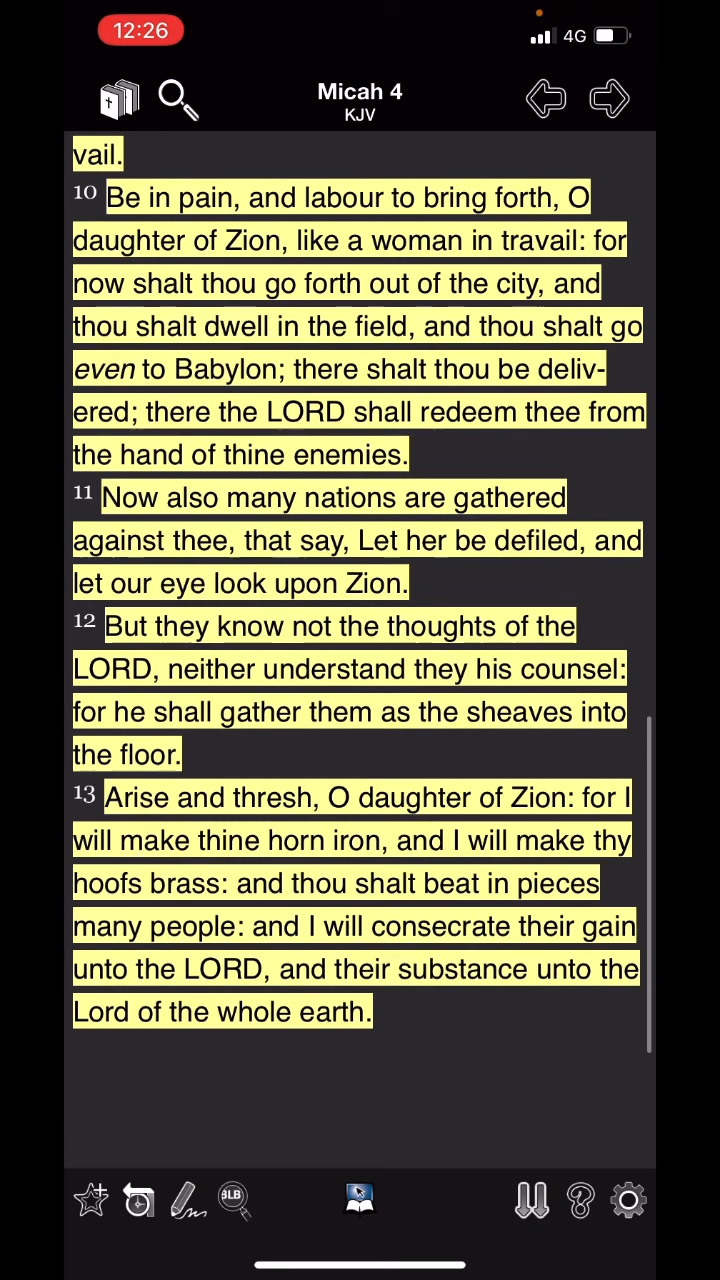 12:26
4G
Micah 4
KJV
vail.
10 Be in pain, and labour to bring forth, O
daughter of Zion, like a woman in travail: for
now shalt thou go forth out of the city, and
thou shalt dwell in the field, and thou shalt go
even to Babylon; there shalt thou be deliv-
ered; there the LORD shall redeem thee from
the hand of thine enemies.
11 Now also many nations are gathered
against thee, that say, Let her be defiled, and
let our eye look upon Zion.
12 But they know not the thoughts of the
LORD, neither understand they his counsel:
for he shall gather them as the sheaves into
the floor.
13 Arise and thresh, O daughter of Zion: for I
will make thine horn iron, and I will make thy
hoofs brass: and thou shalt beat in pieces
many people: and I will consecrate their gain
unto the LORD, and their substance unto the
Lord of the whole earth.
BLB